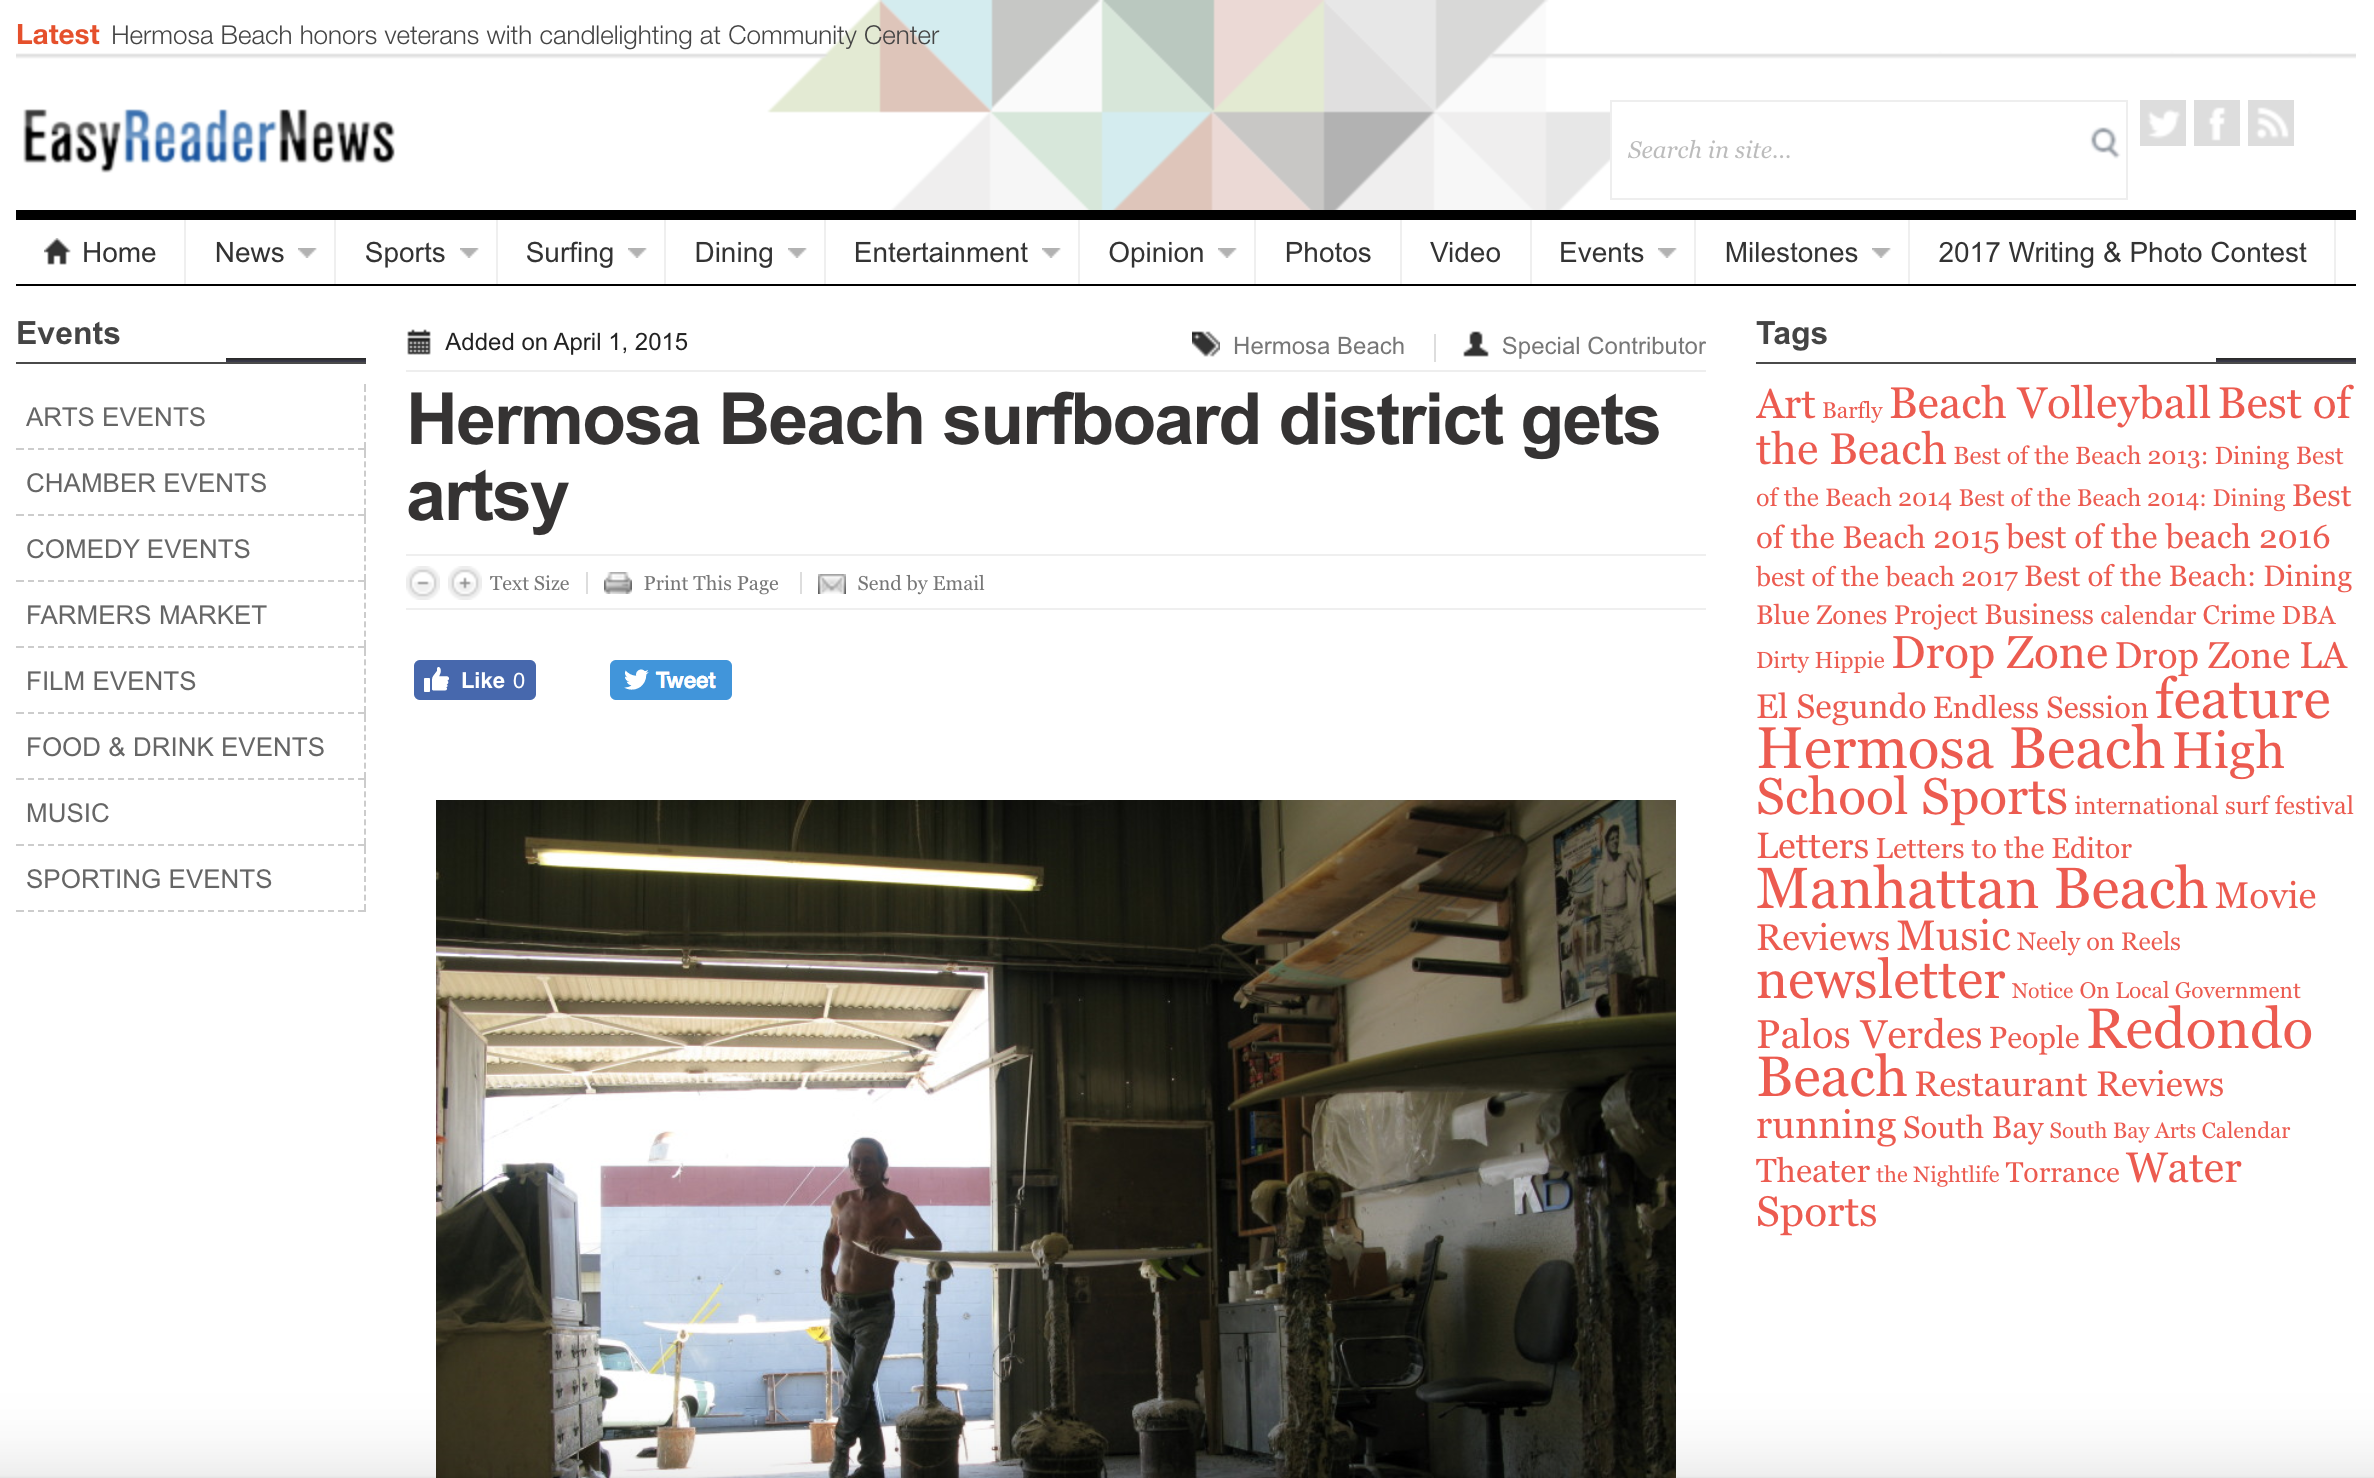 Latest Hermosa Beach honors veterans with candlelighting at Community Center
EasyReaderNews
Search in site...
Home News Sports Surfing Dining Entertainment Opinion Photos Video Events Milestones 2017 Writing & Photo Contest
Events
ARTS EVENTS
CHAMBER EVENTS
COMEDY EVENTS
FARMERS MARKET
FILM EVENTS
FOOD & DRINK EVENTS
MUSIC
SPORTING EVENTS
Added on April 1, 2015
Hermosa Beach
Special Contributor
Hermosa Beach surfboard district gets
artsy
Text Size
Print This Page
Send by Email
Like 0
Tweet
Tags
Art Barfly Beach Volleyball Best of
the Beach Best of the Beach 2013: Dining Best
of the Beach 2014 Best of the Beach 2014: Dining Best
of the Beach 2015 best of the beach 2016
best of the beach 2017 Best of the Beach: Dining
Blue Zones Project Business calendar Crime DBA
Dirty Hippie Drop Zone Drop Zone LA
El Segundo Endless Session feature
Hermosa Beach High
School Sports international surf festival
Letters Letters to the Editor
Manhattan Beach Movie
Reviews Music Neely on Reels
newsletter Notice On Local Government
Palos Verdes People Redondo
Beach Restaurant Reviews
running South Bay South Bay Arts Calendar
Theater the Nightlife Torrance Water
Sports